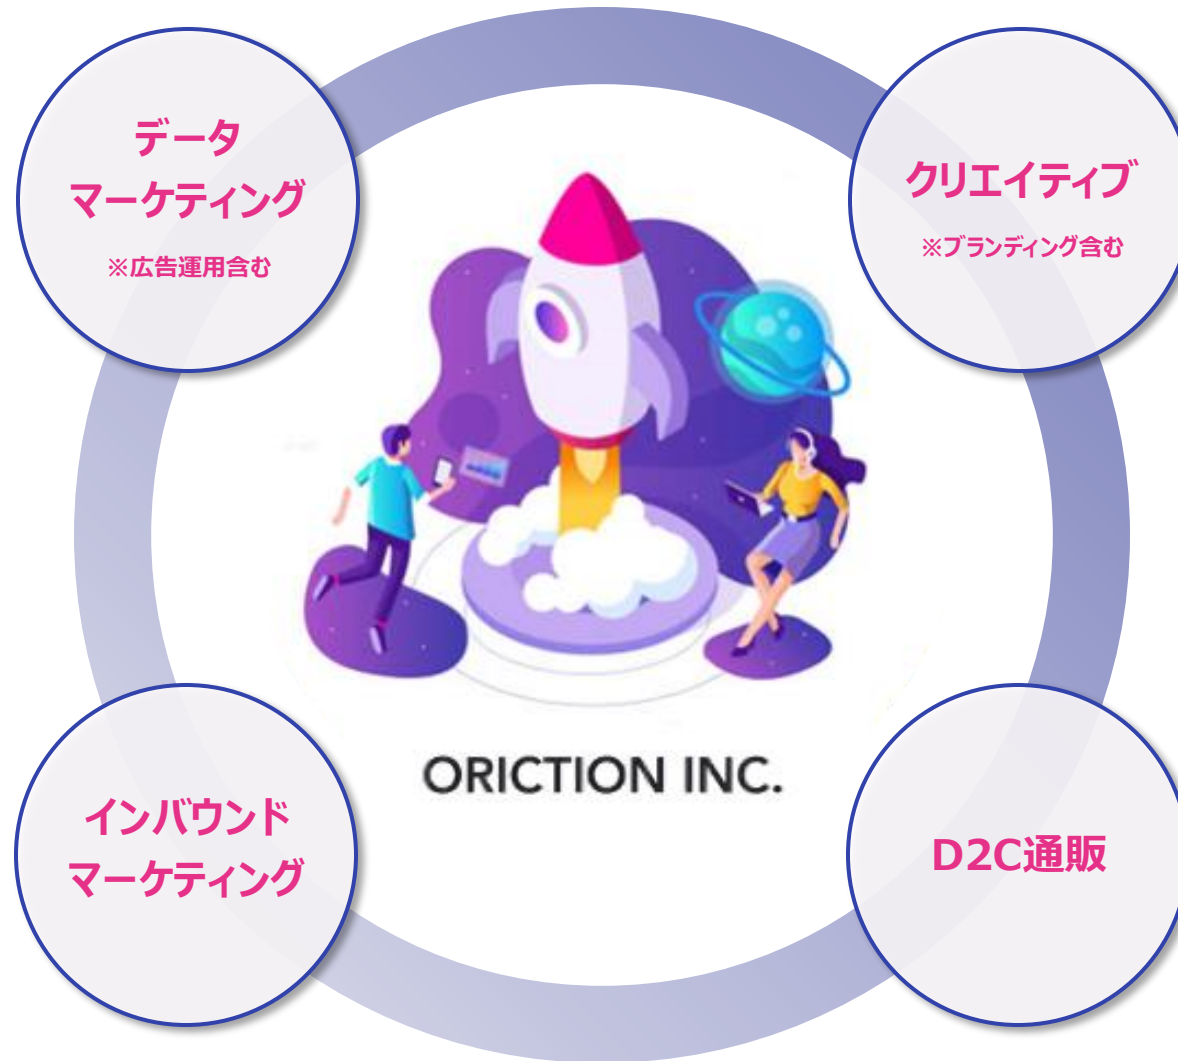 データ
マーケティング
※広告運用含む
クリエイティブ
※ブランディング含む
ORICTION INC.
インバウンド
マーケティング
D2C通販